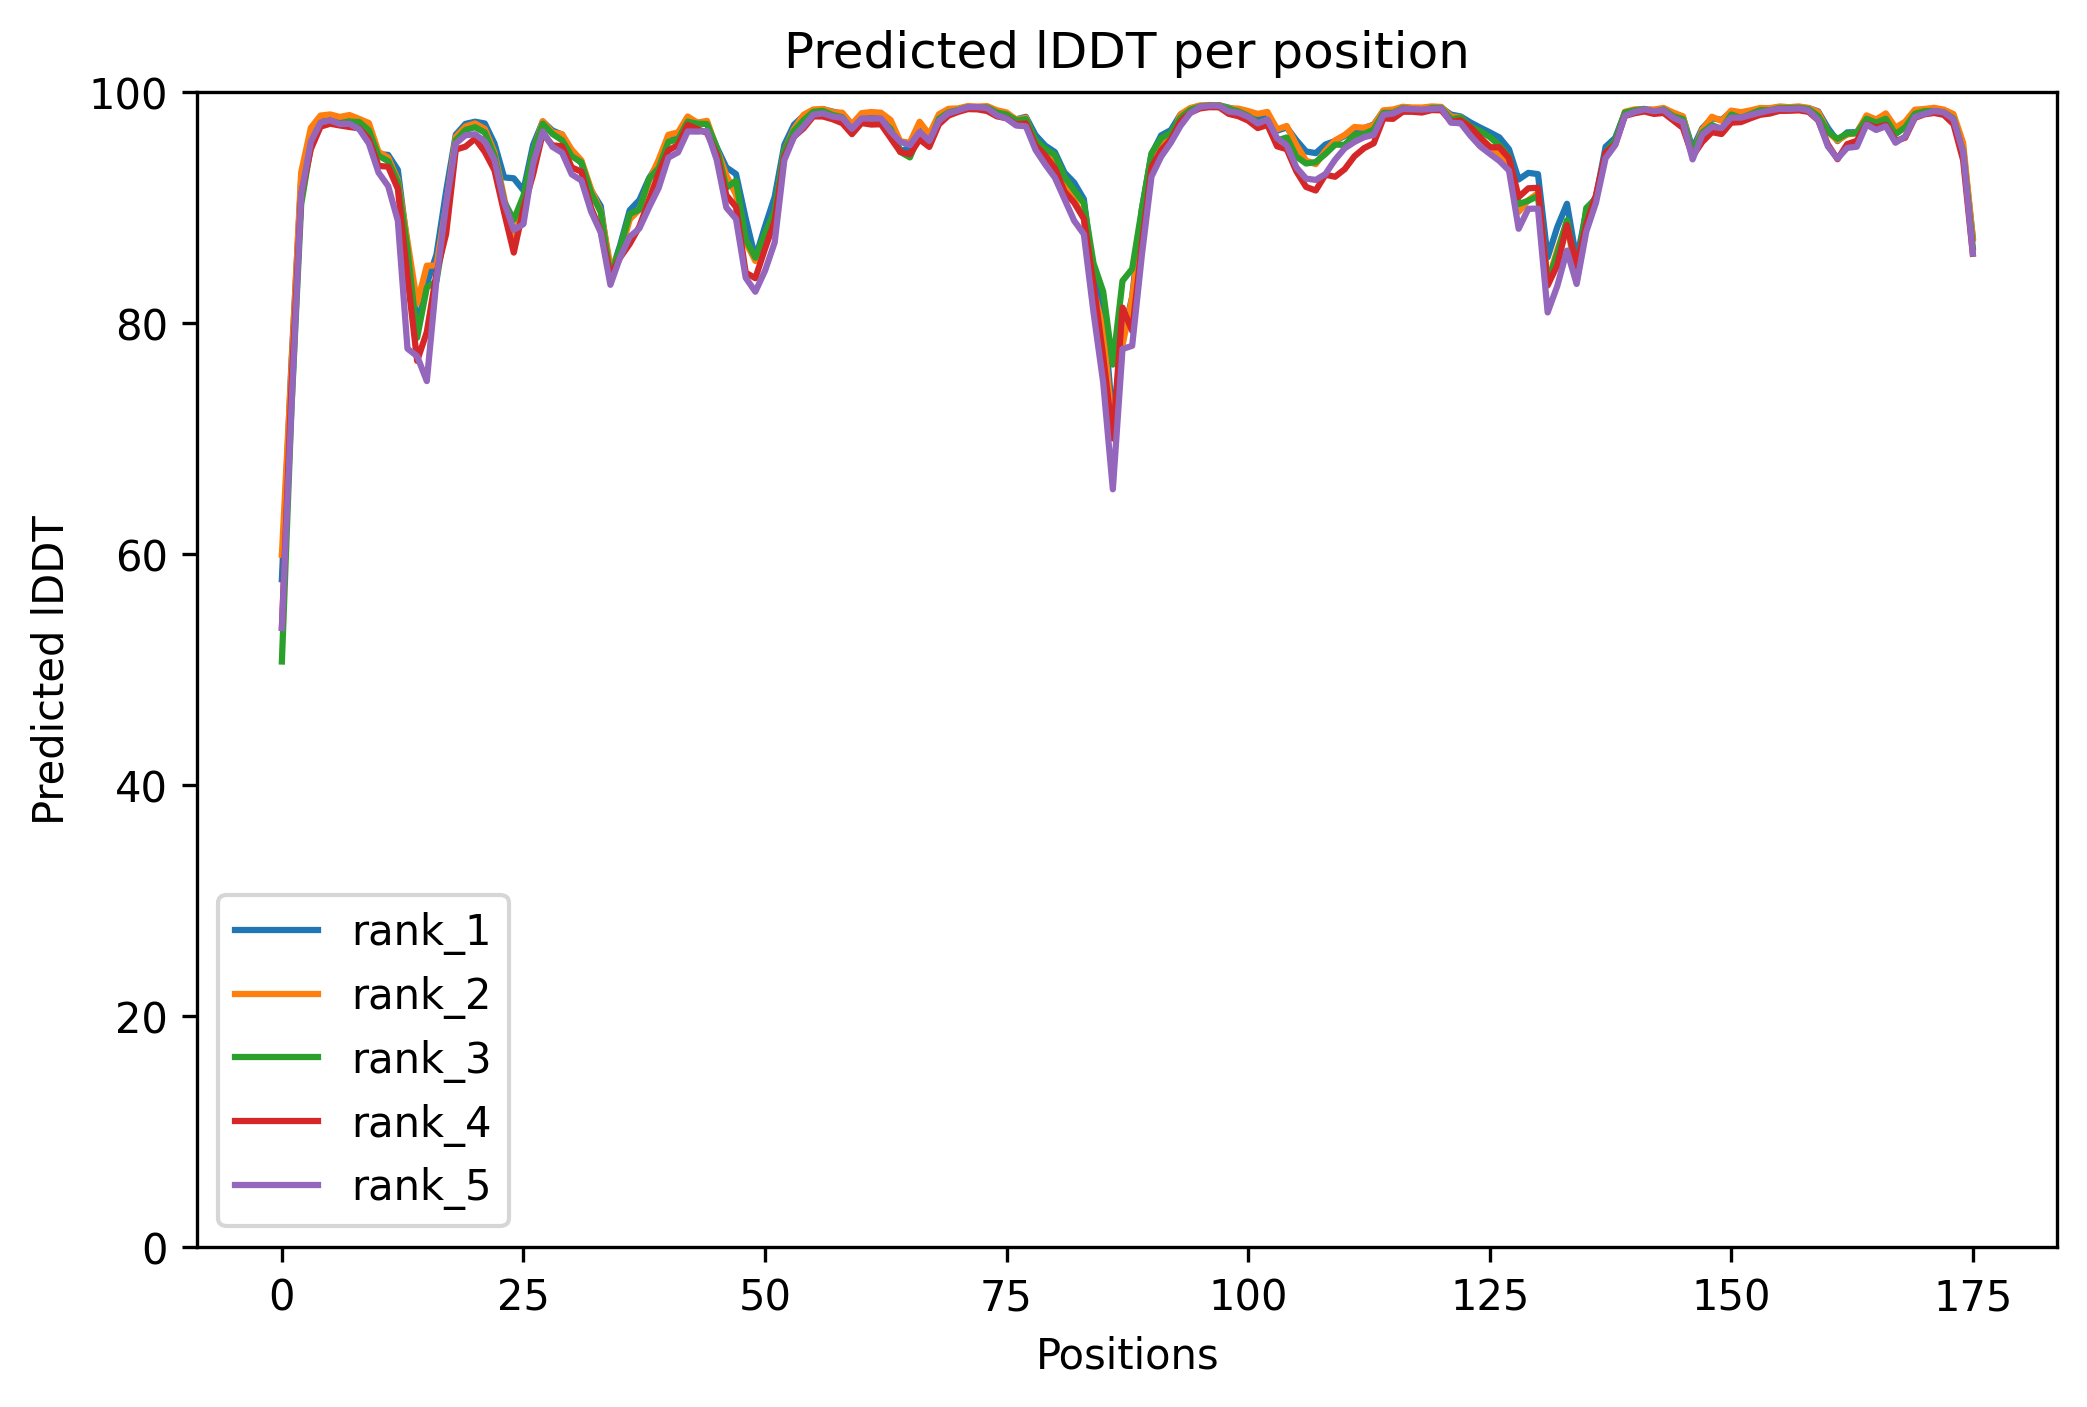 Predicted lDDT per position
Predicted lDDT
100
80
60
40
20
0
rank_1
rank_2
rank_3
rank_4
rank_5
0 25 50 75 100 125 150 175
Positions